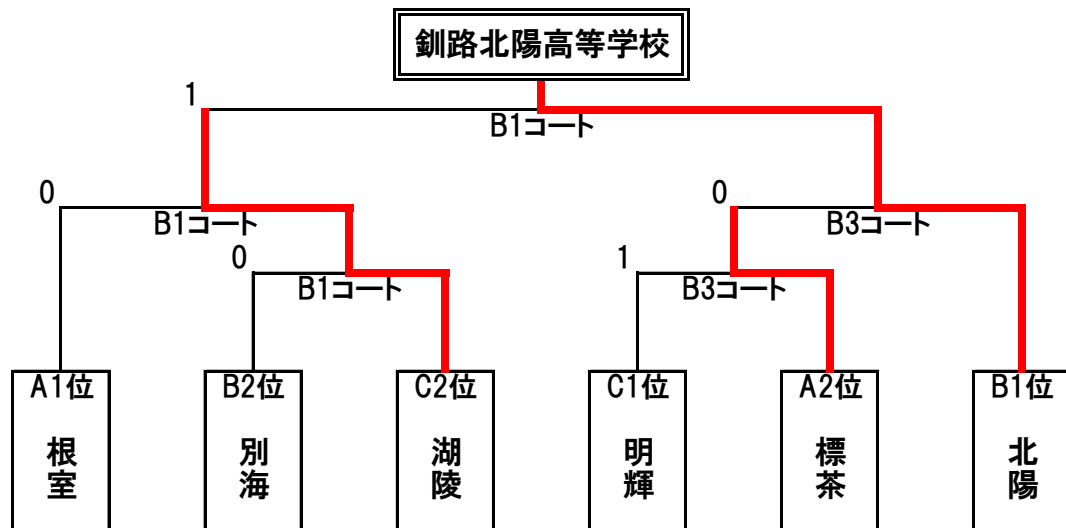 釧路北陽高等学校
1
B1コート
0
B1コート
0
B3コート
0
B1コート
1
B3コート
A1位
B2位
C2位
C1位
A2位
B1位
根室
別海
湖陵
明輝
標茶
北陽